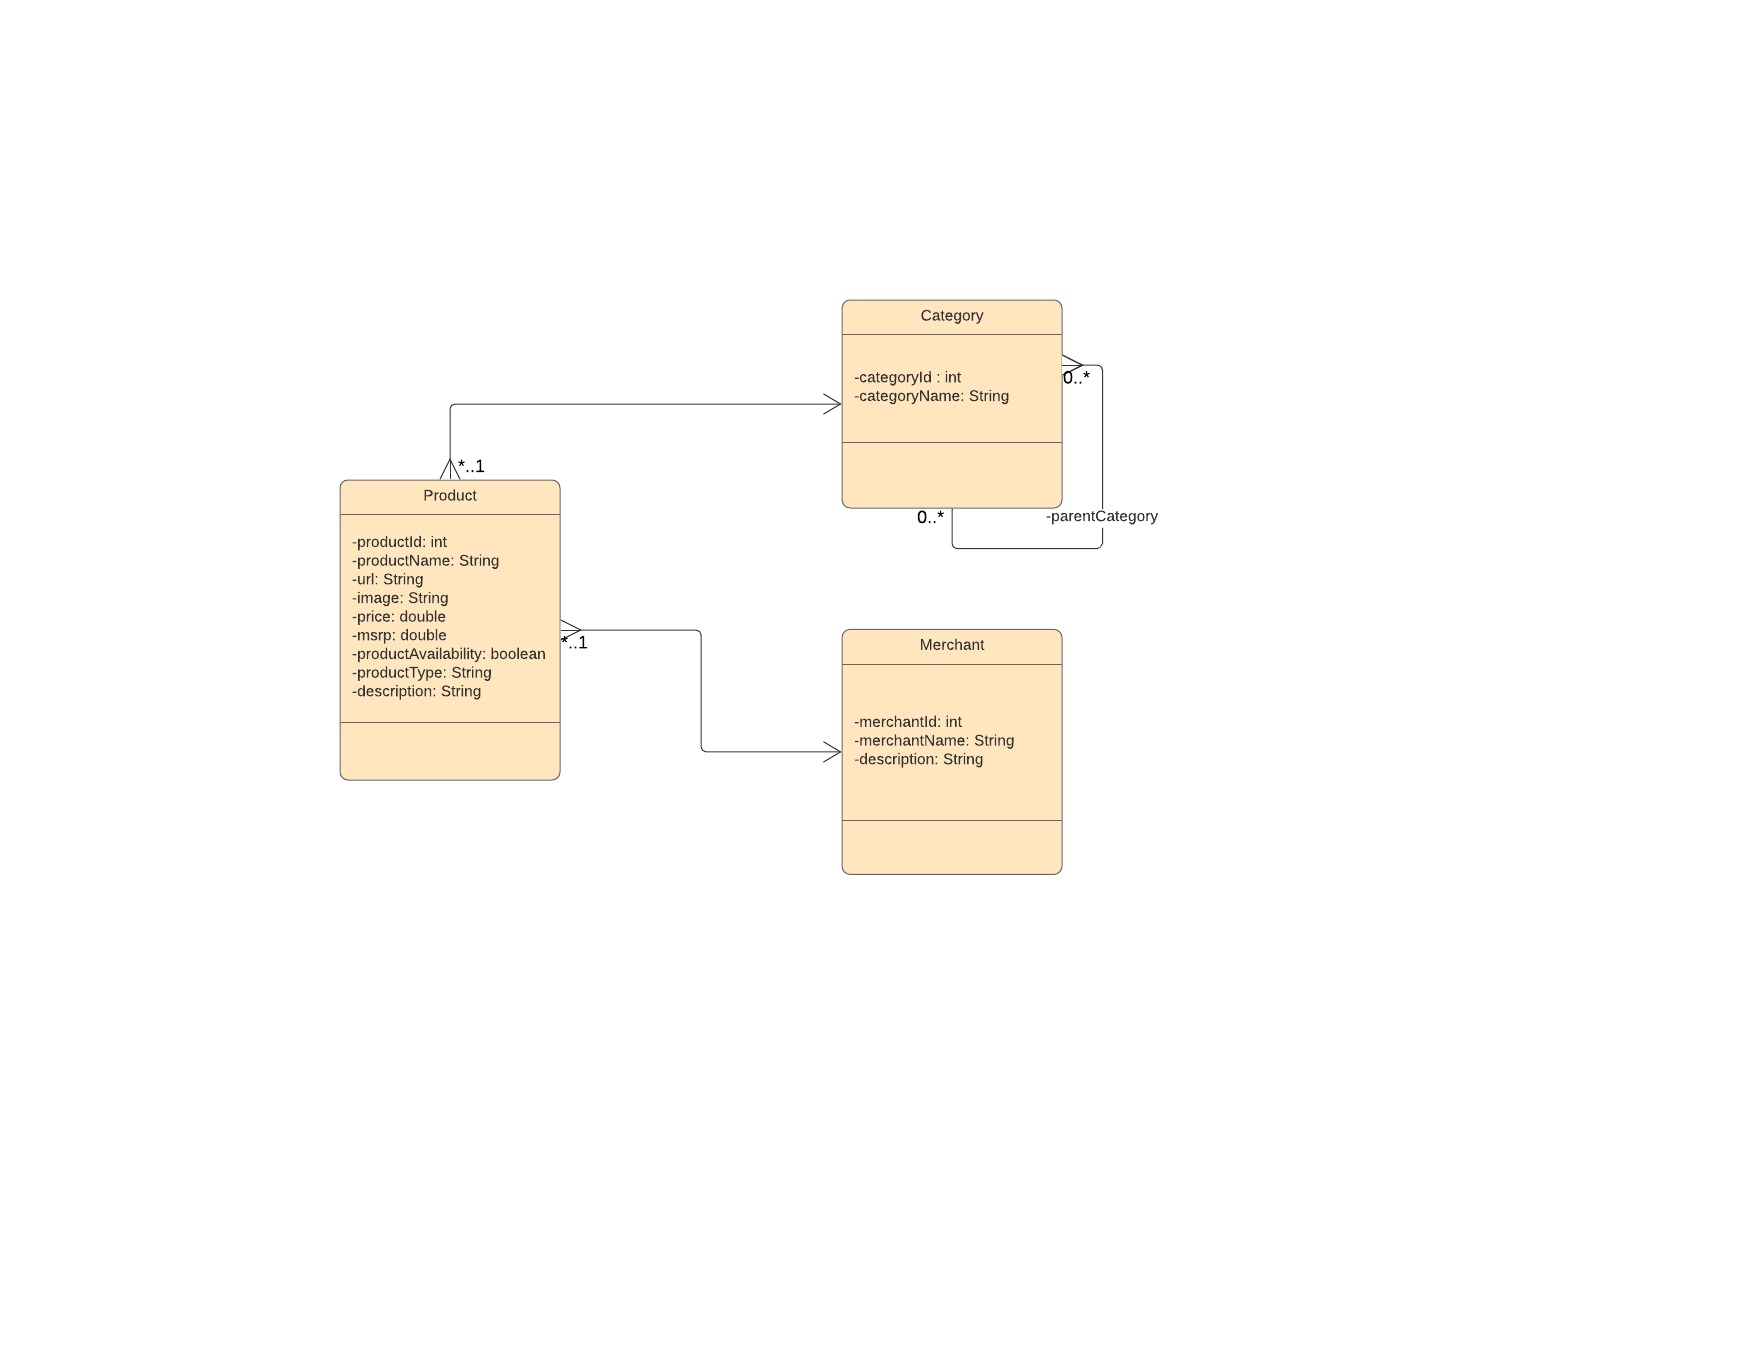 Category
-categoryId : int
-categoryName: String
0..*
0..*
-parentCategory
*..1
Product
-productId: int
-productName: String
-url: String
-image: String
-price: double
-msrp: double
-productAvailability: boolean
-productType: String
-description: String
*..1
Merchant
-merchantId: int
-merchantName: String
-description: String